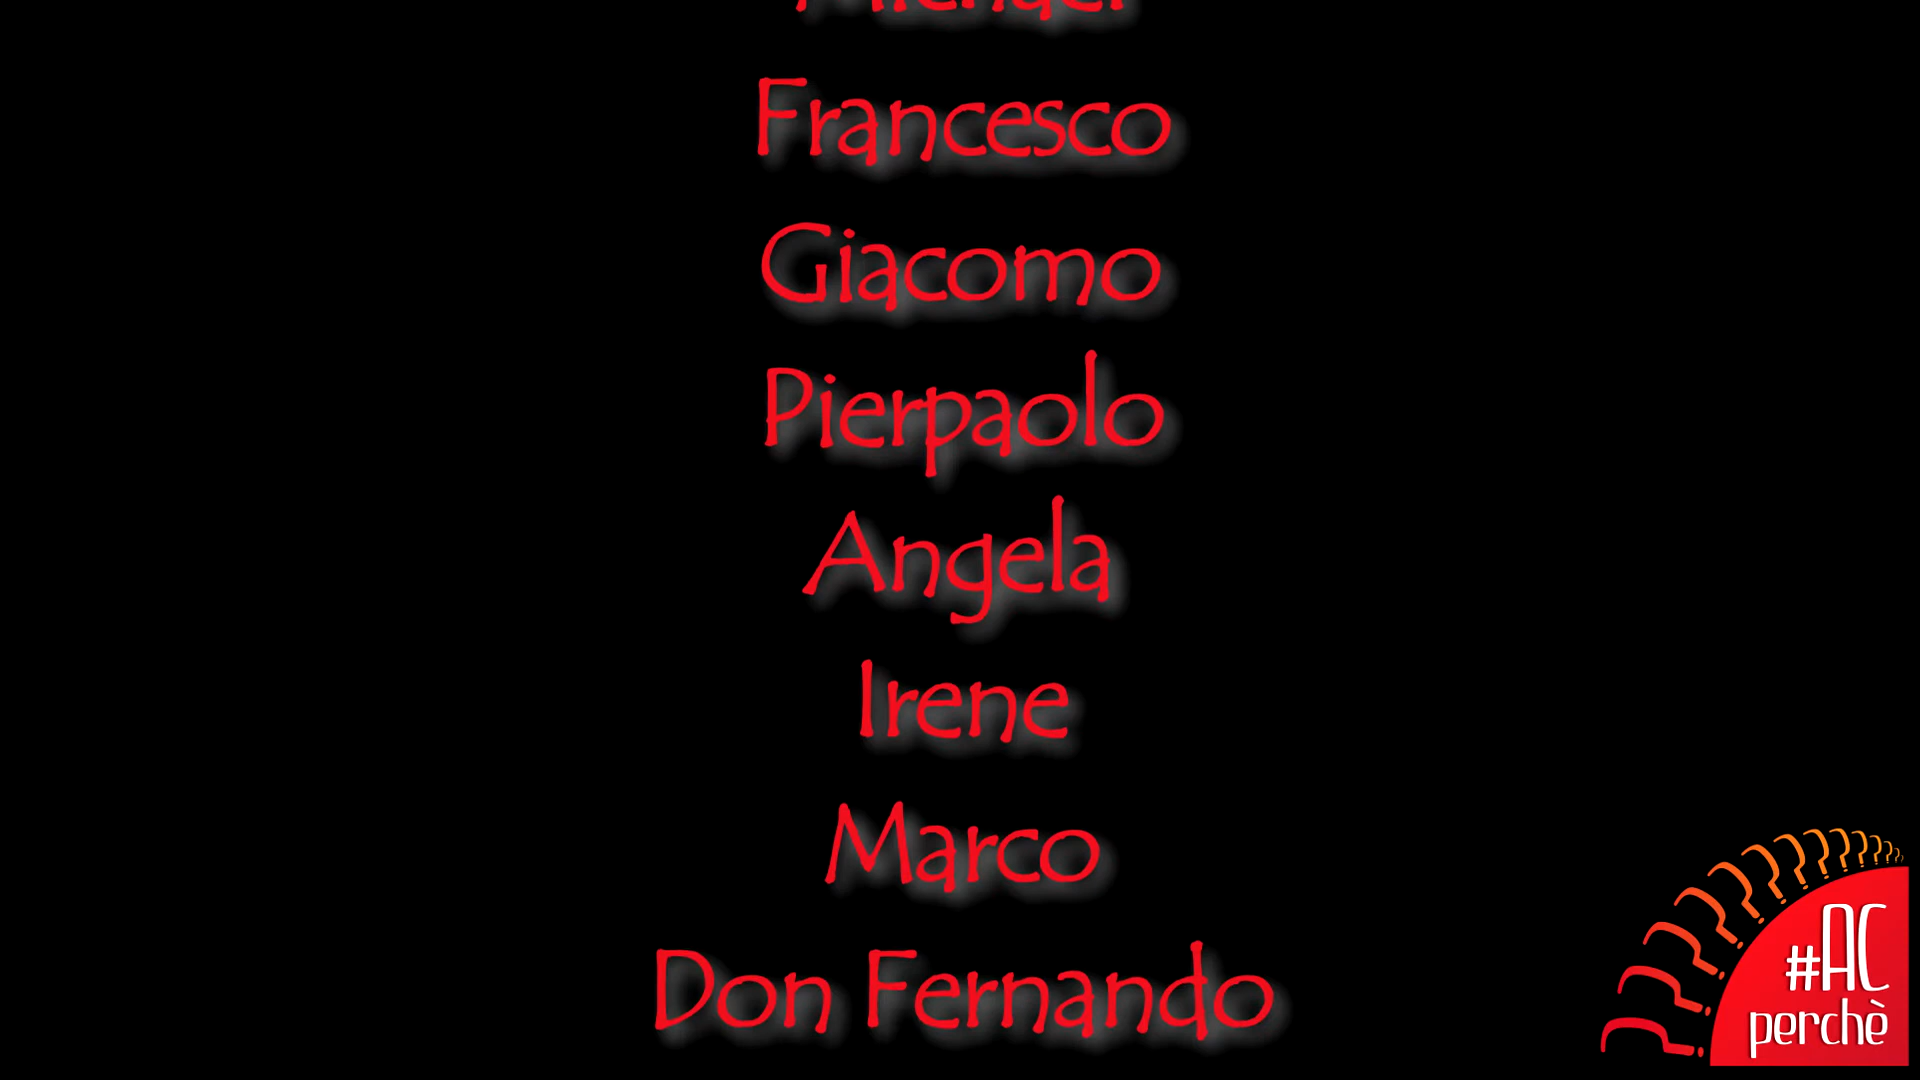 Francesco
Giacomo
Pierpaolo
Angela
Irene
Marco
Don Fernando
#AC
perchè